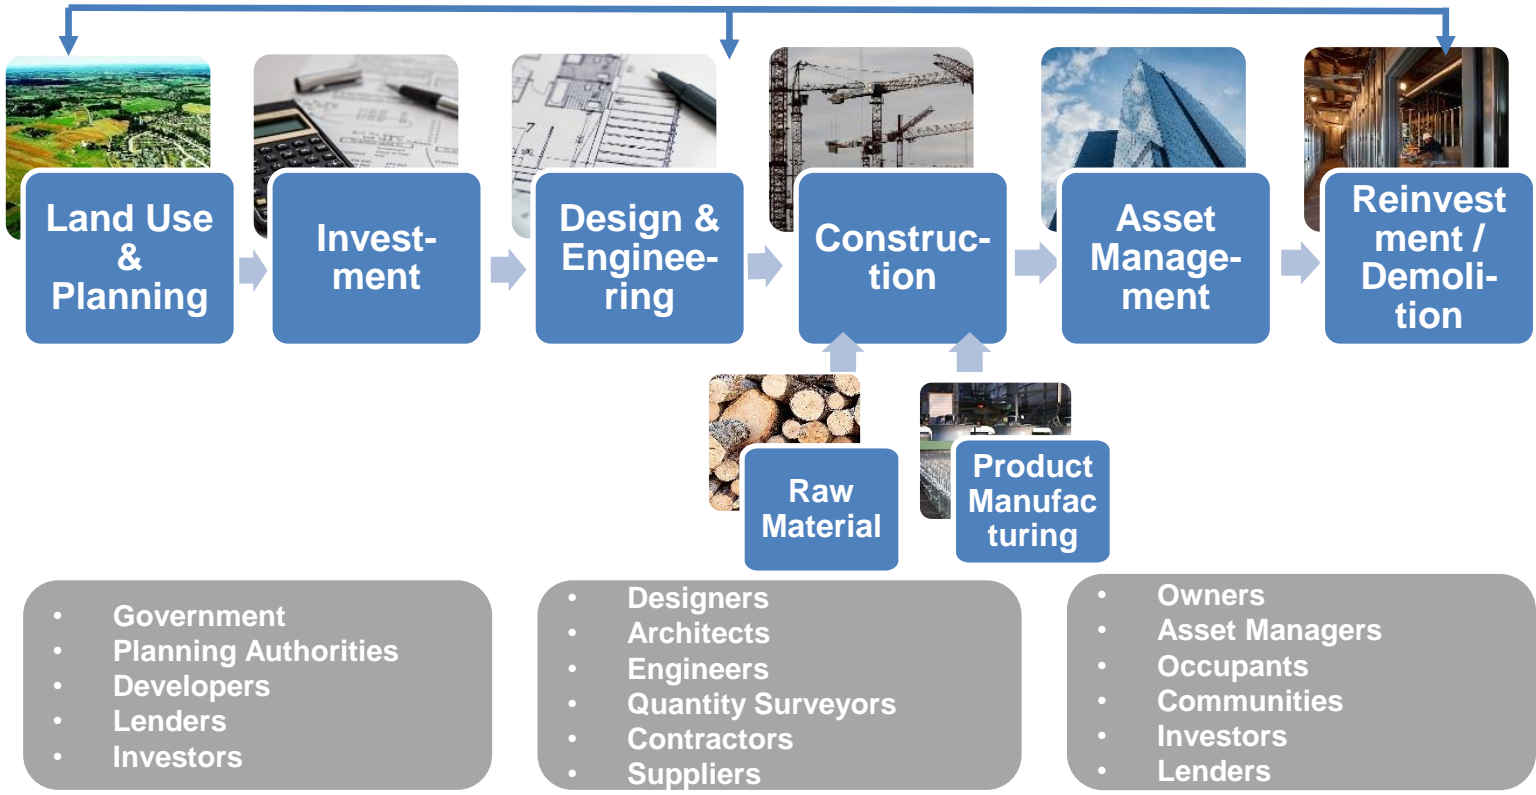 Land Use
&
Planning
Invest-
ment
Design &
Enginee-
ring
Construc-
tion
Asset
Manage-
ment
Reinvest
ment /
Demoli-
tion
Raw
Material
Product
Manufac
turing
• Government
• Planning Authorities
• Developers
• Lenders
• Investors
• Designers
• Architects
• Engineers
• Quantity Surveyors
• Contractors
• Suppliers
• Owners
• Asset Managers
• Occupants
• Communities
• Investors
• Lenders